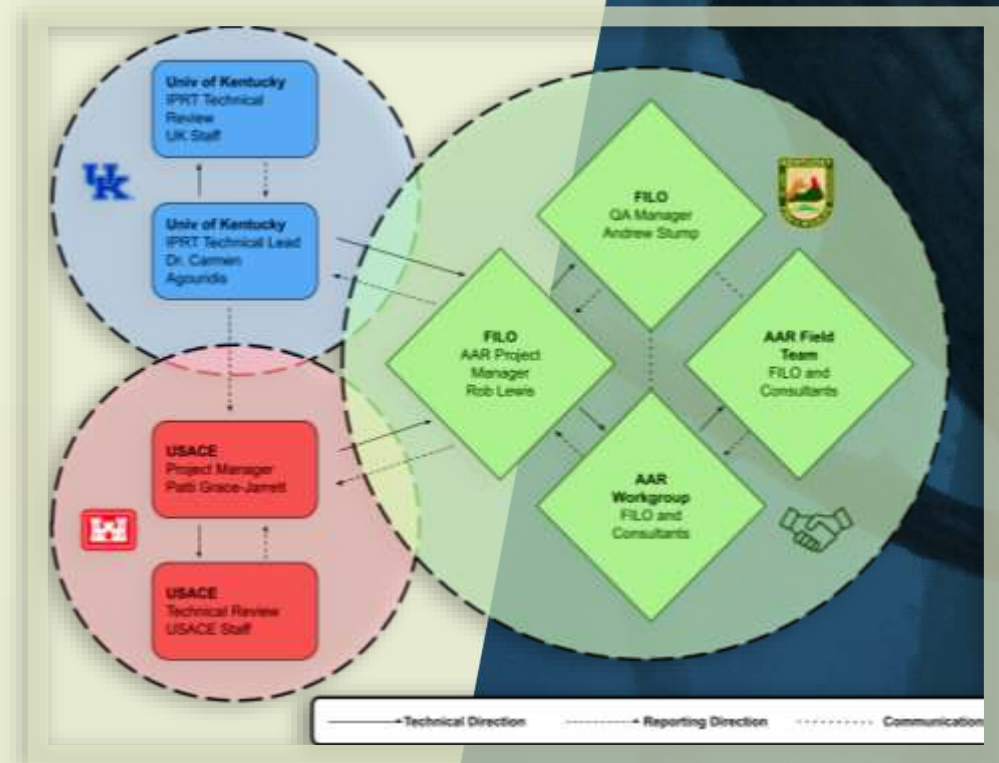 Univ of Kentucky
IPRT Technical
Review
UK Staff
UK
Univ of Kentucky
IPRT Technical Lead
Dr. Carmen
Agouridis
FILO
QA Manager
Andrew Stump
FILO
AAR Project
Manager
Rob Lewis
AAR Field
Team
FILO and
Consultants
USACE
Project Manager
Patti Grace-Jarrett
AAR
Workgroup
FILO and
Consultants
USACE
Technical Review
USACE Staff
Technical Direction
Reporting Direction
Communication